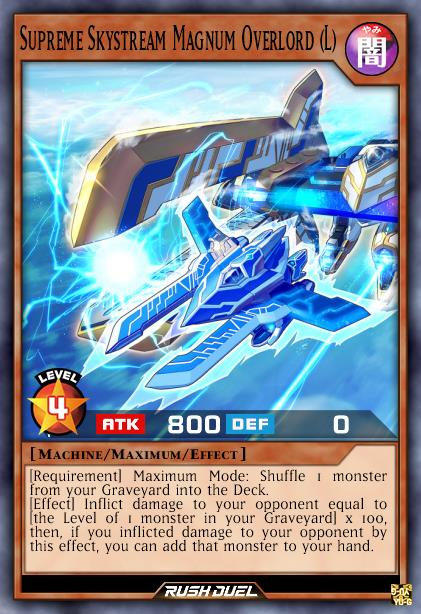 Supreme Skystream Magnum Overlord (L)
やみ
闇
LEVEL
4
ATK 800 DEF 0
[Machine/Maximum/Effect]
[Requirement] Maximum Mode: Shuffle 1 monster
from your Graveyard into the Deck.
[Effect] Inflict damage to your opponent equal to
[the Level of 1 monster in your Graveyard] x 100,
then, if you inflicted damage to your opponent by
this effect, you can add that monster to your hand.
RUSH DUEL